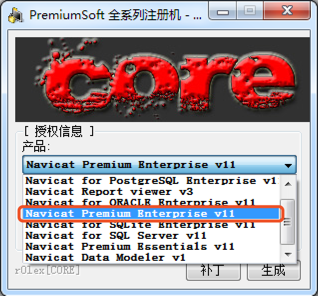 PremiumSoft 全系列注册机 - ...
core
[ 授权信息 ]
产品:
Navicat Premium Enterprise v11
Navicat for PostgreSQL Enterprise v1
Navicat Report viewer v3
Navicat for ORACLE Enterprise v11
Navicat Premium Enterprise v11
Navicat for SQLite Enterprise v11
Navicat for SQL Server v11
Navicat Premium Essentials v11
Navicat Data Modeler v1
r0lex[CORE]
补丁
生成